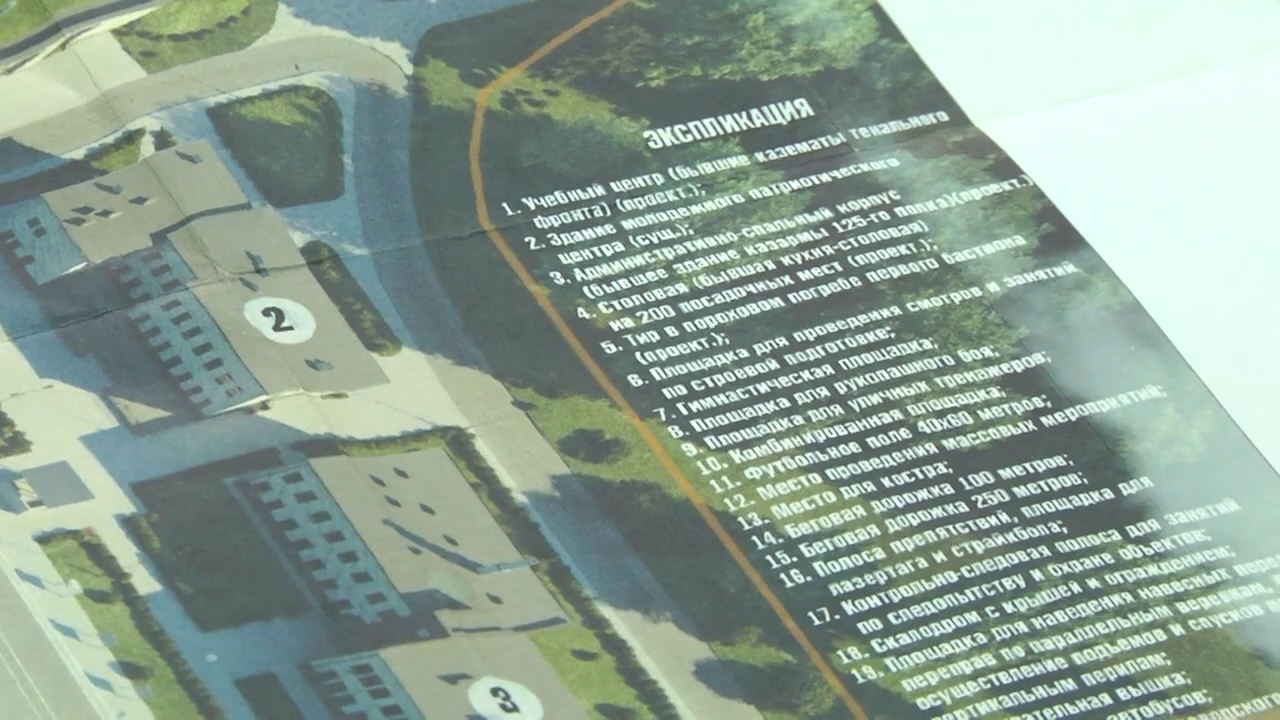 ЭКСПЛИКАЦИЯ
1. Учебный центр (бывшие казематы тенального
фронта) (проект.);
2. Здание молодежного патриотического
центра (сущ.);
3. Административно-спальный корпус
(бывшее здание казармы 125-го полка)(проект.)
4. Столовая (бывшая кухня-столовая)
на 200 посадочных мест (проект.);
5. Тир в пороховом погребе первого бастиона
(проект.);
6. Площадка для проведения смотров и занятий
по строевой подготовке;
7. Гимнастическая площадка;
8. Площадка для рукопашного боя;
9. Площадка для уличных тренажеров;
10. Комбинированная площадка;
11. Футбольное поле 40х60 метров;
12. Место проведения массовых мероприятий;
13. Место для костра;
14. Беговая дорожка 100 метров;
15. Беговая дорожка 250 метров;
16. Полоса препятствий, площадка для
лазертага и страйкбола;
17. Контрольно-следовая полоса для занятий
по следопытству и охране объектов;
18. Скалодром с крышей и ограждением;
19. Площадка для наведения навесных
переправ по параллельным веревкам,
осуществление подъемов и спусков
вертикальным перилам;
вышка;
2
3